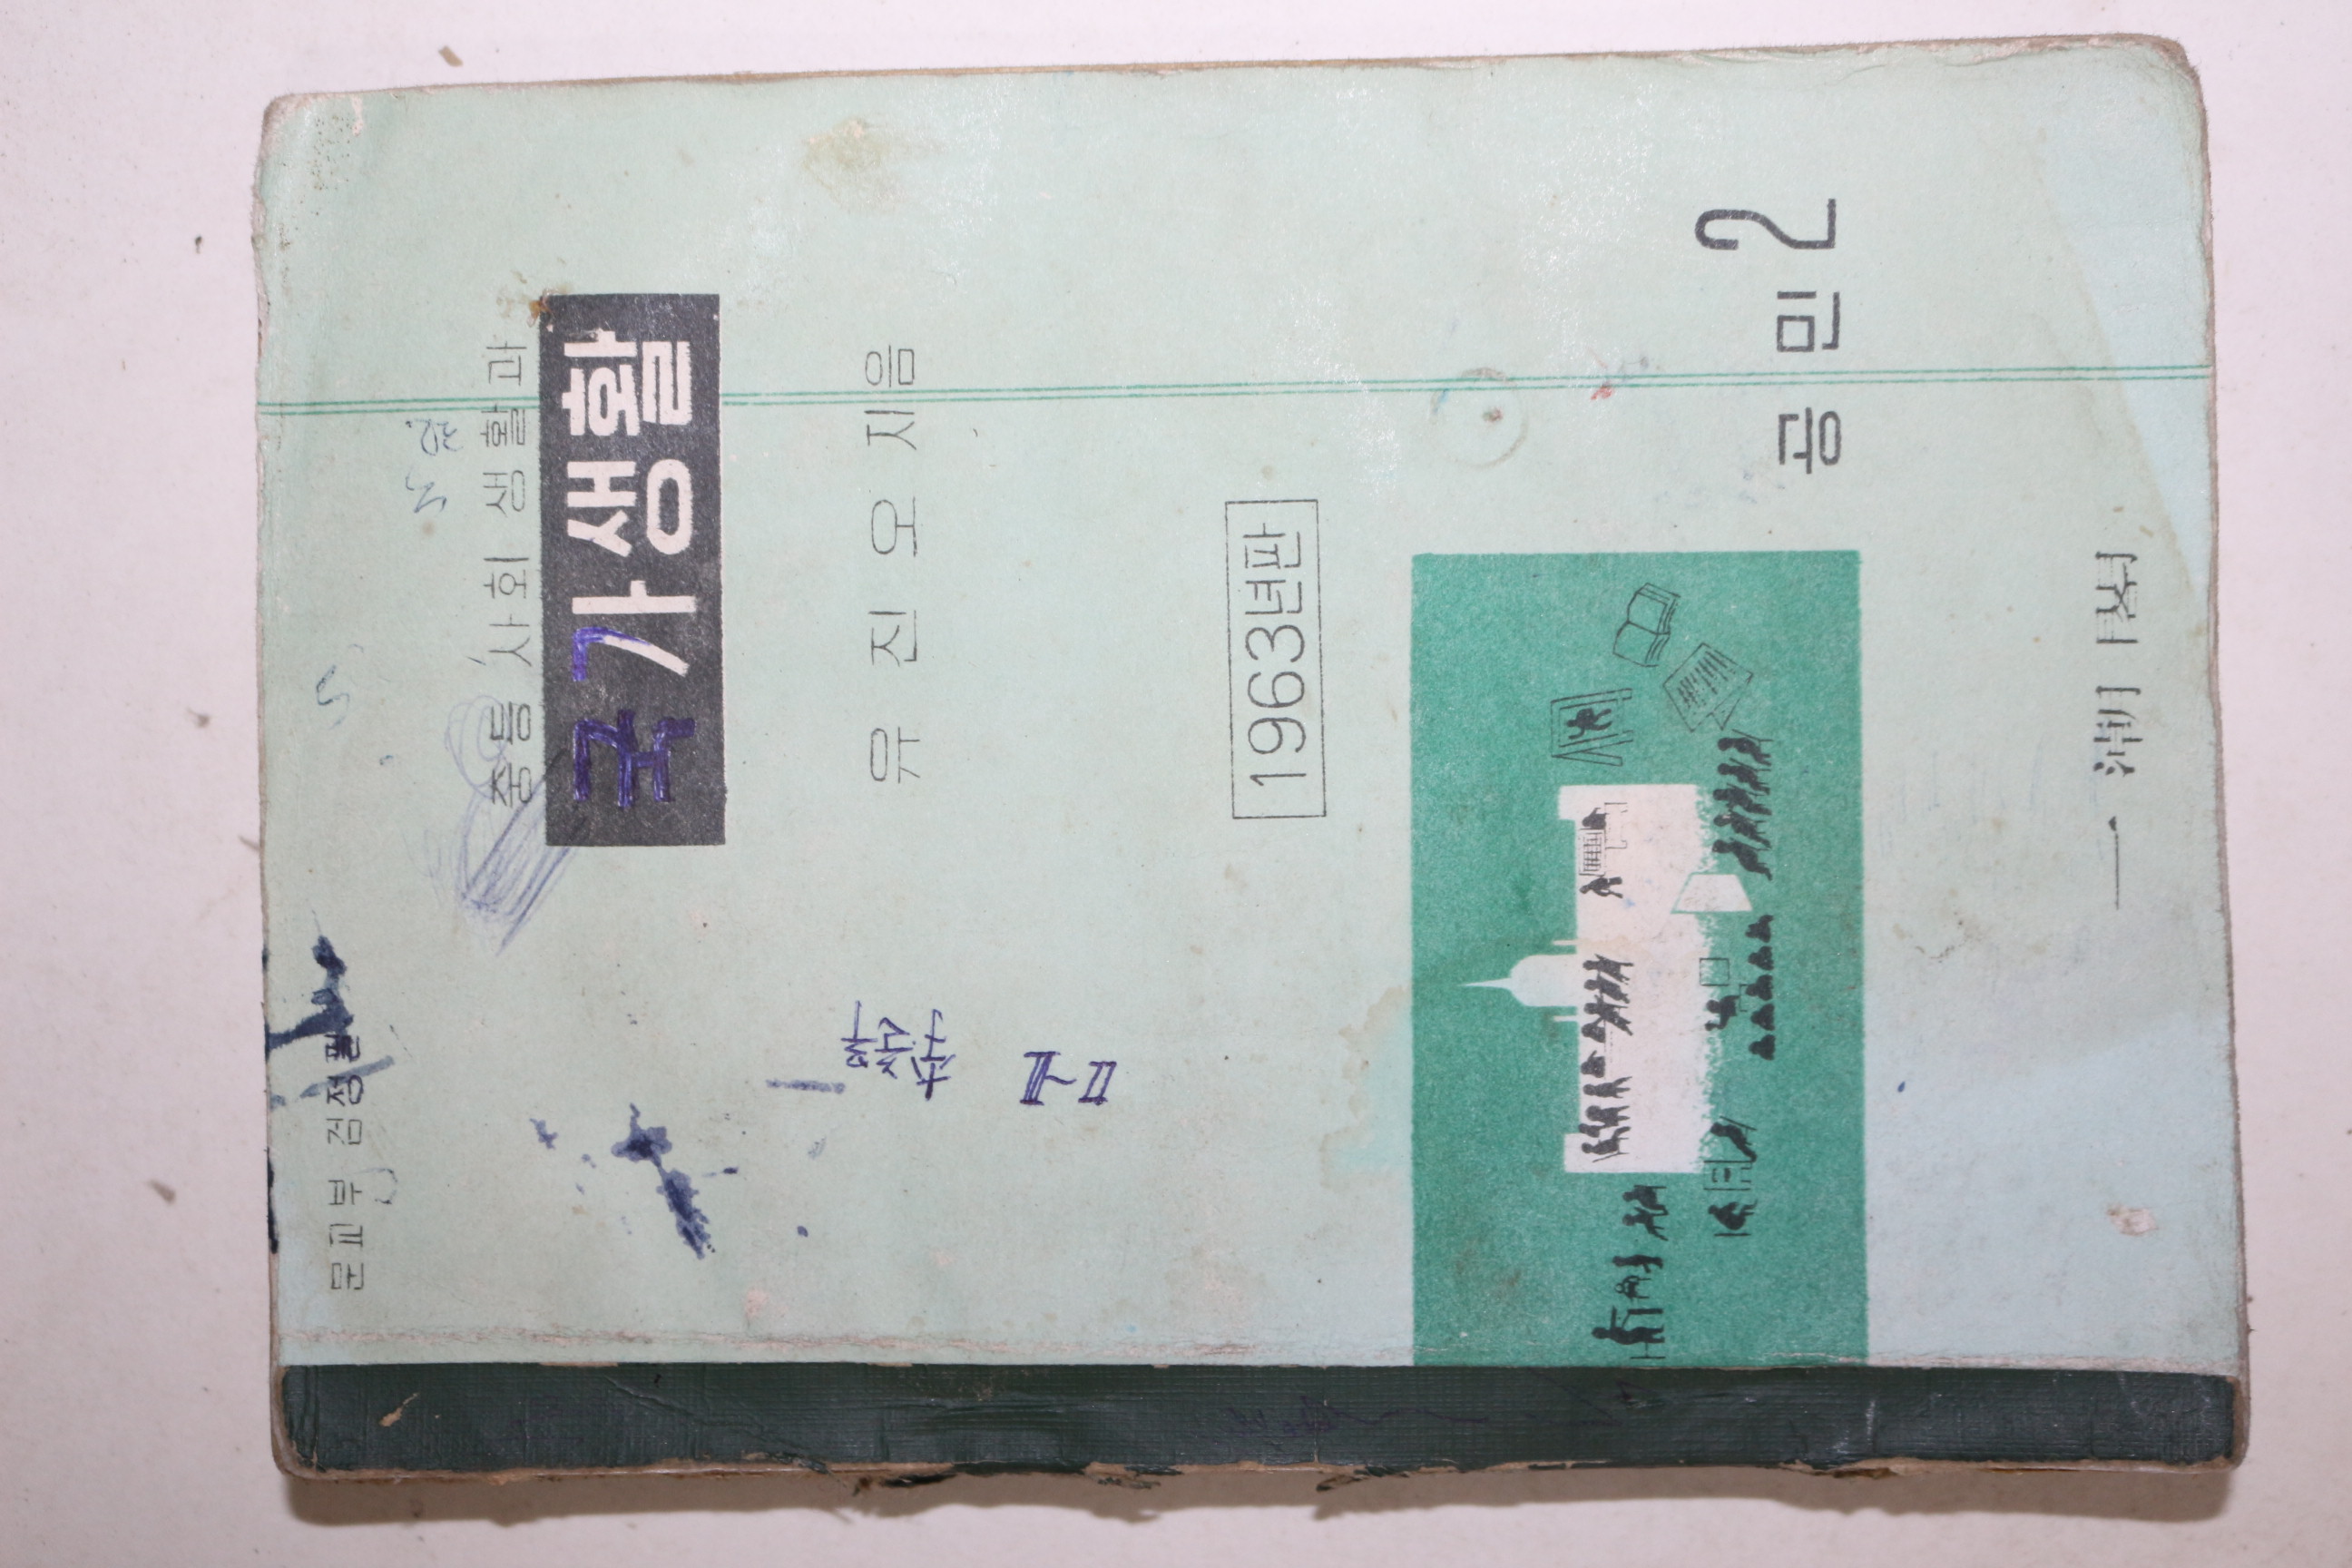 문교부 검정필
중등 사회 생활과
국가생활
유진오 지음
1963년판
공민 2
一潮閣